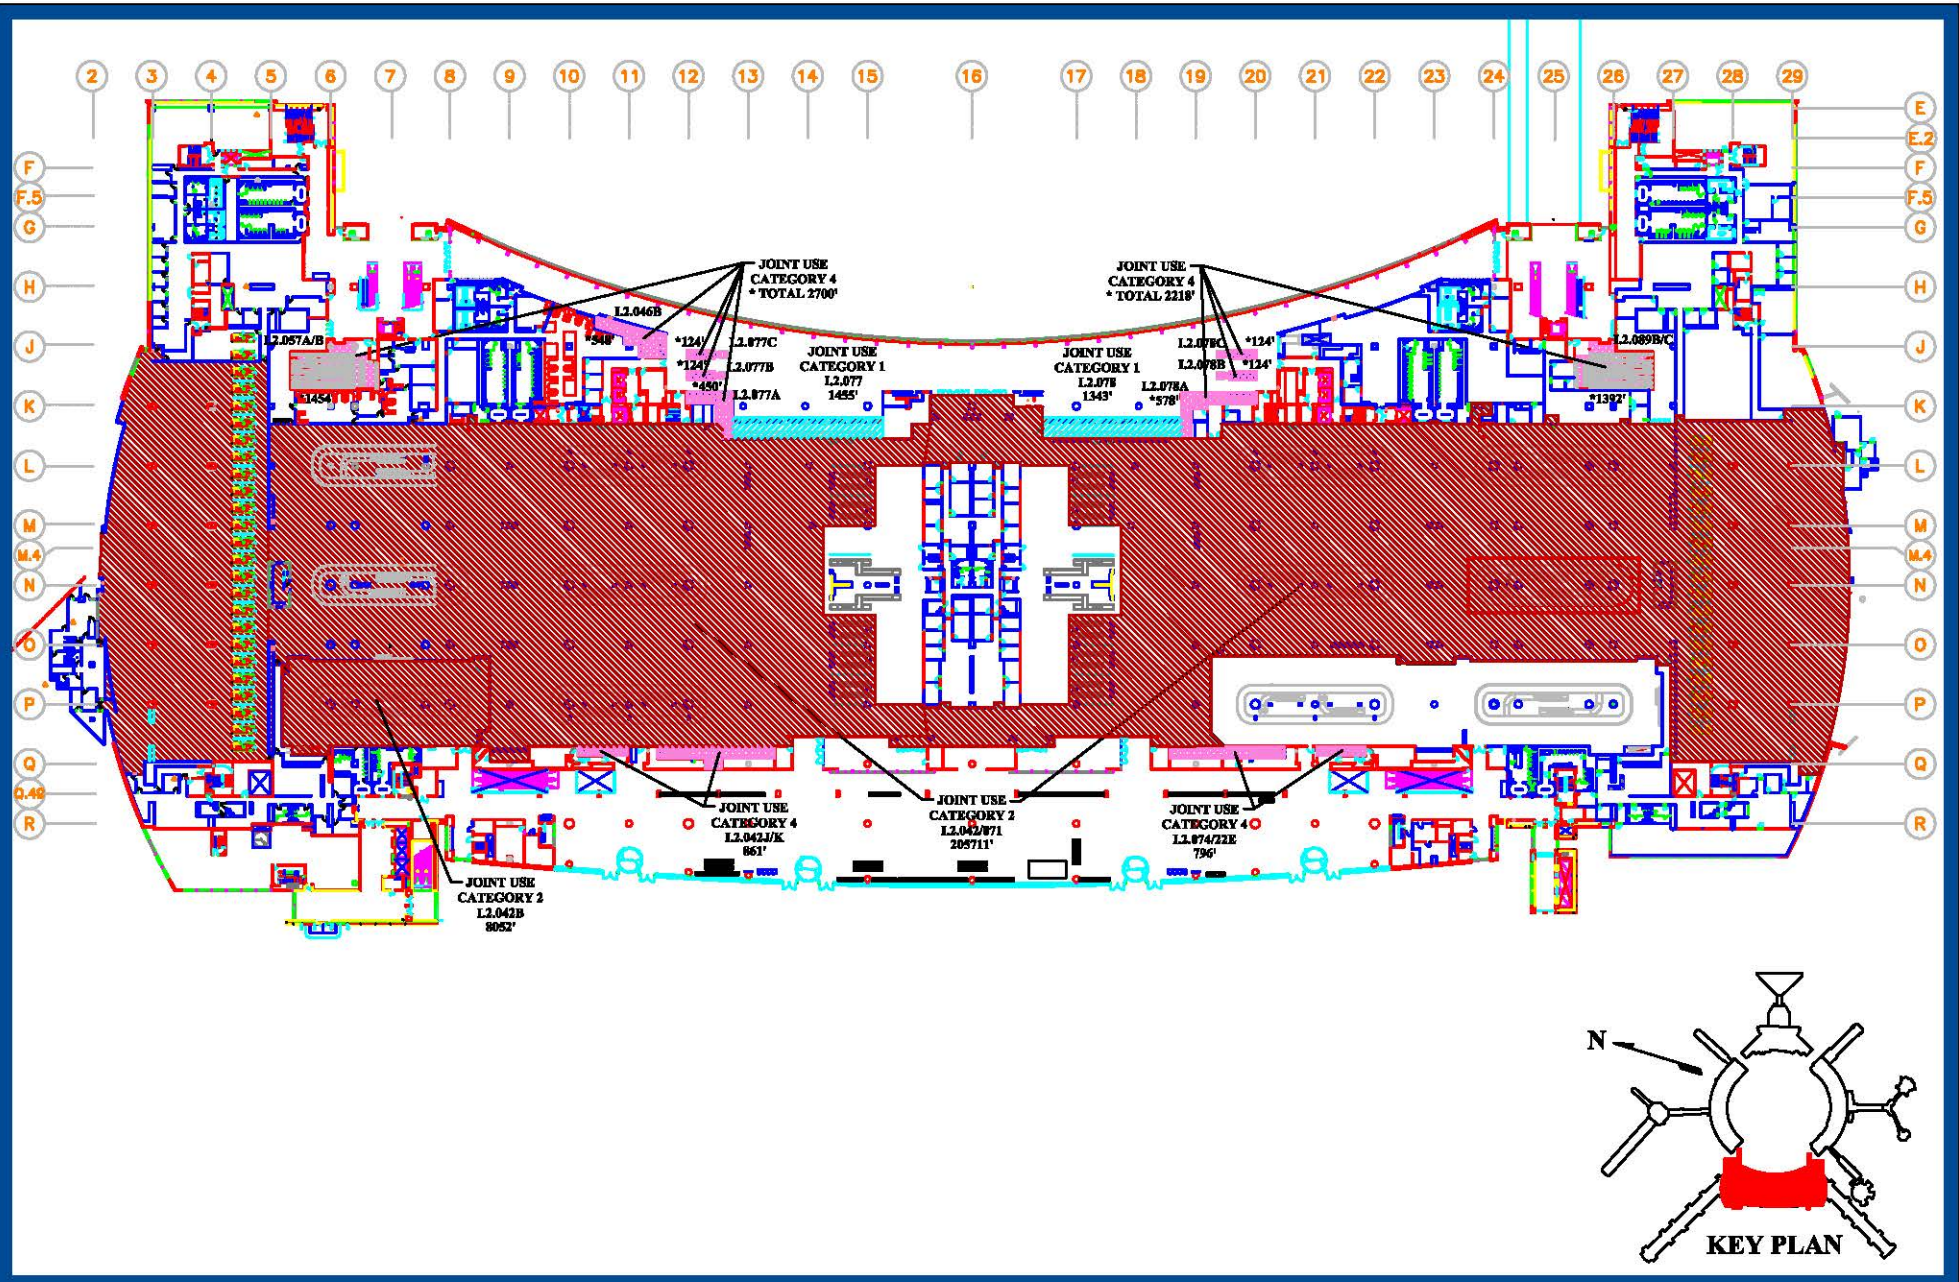 2 3 4 5 6 7 8 9 10 11 12 13 14 15 16 17 18 19 20 21 22 23 24 25 26 27 28 29
E
E.2
F F
F.5 F.5
G G
H H
J J
K K
L L
M M
M.4 M.4
N N
O O
P P
Q Q
Q.49
R R
JOINT USE
CATEGORY 4
* TOTAL 2700'
L2.046B
*548'
L2.057A/B
*1454'
*124' L2.077C
*124' L2.077B
*450' L2.077A
JOINT USE
CATEGORY 1
L2.077
1455'
JOINT USE
CATEGORY 1
L2.078
1343'
JOINT USE
CATEGORY 4
* TOTAL 2218'
L2.078C *124'
L2.078B *124'
L2.078A
*578'
L2.089B/C
*1392'
JOINT USE
CATEGORY 4
L2.042J/K
861'
JOINT USE
CATEGORY 2
L2.042/071
205711'
JOINT USE
CATEGORY 4
L2.074/22E
796'
JOINT USE
CATEGORY 2
L2.042B
8052'
N
KEY PLAN